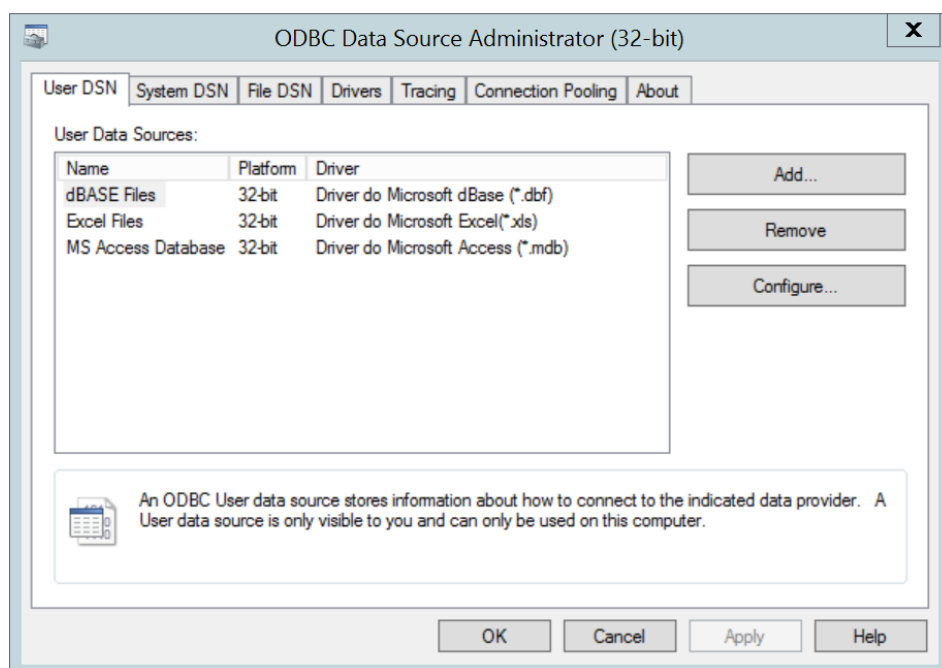 ODBC Data Source Administrator (32-bit)
X
User DSN System DSN File DSN Drivers Tracing Connection Pooling About
User Data Sources:
Name Platform Driver
dBASE Files 32-bit Driver do Microsoft dBase (*.dbf)
Excel Files 32-bit Driver do Microsoft Excel(*.xls)
MS Access Database 32-bit Driver do Microsoft Access (*.mdb)
Add...
Remove
Configure...
An ODBC User data source stores information about how to connect to the indicated data provider. A
User data source is only visible to you and can only be used on this computer.
OK Cancel Apply Help